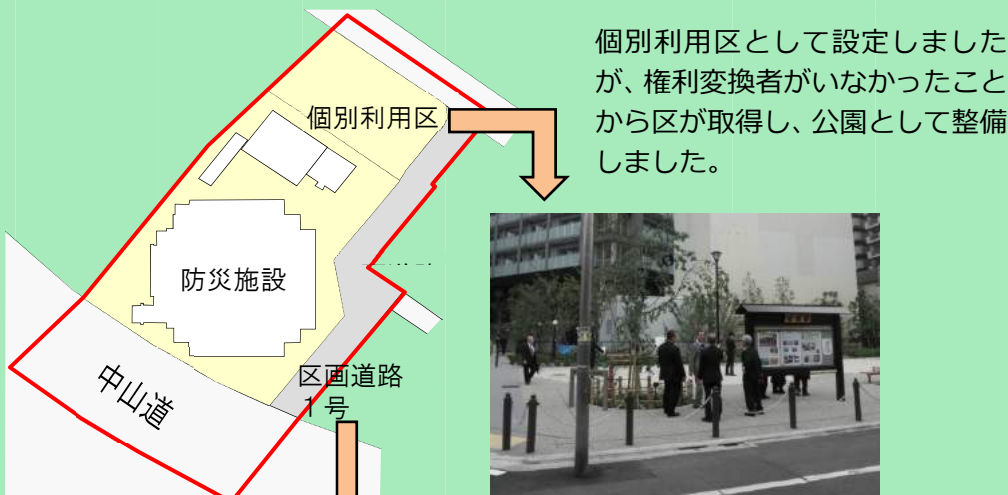 個別利用区として設定しました
が、権利変換者がいなかったこと
から区が取得し、公園として整備
しました。
個別利用区
防災施設
中山道
区画道路
1号